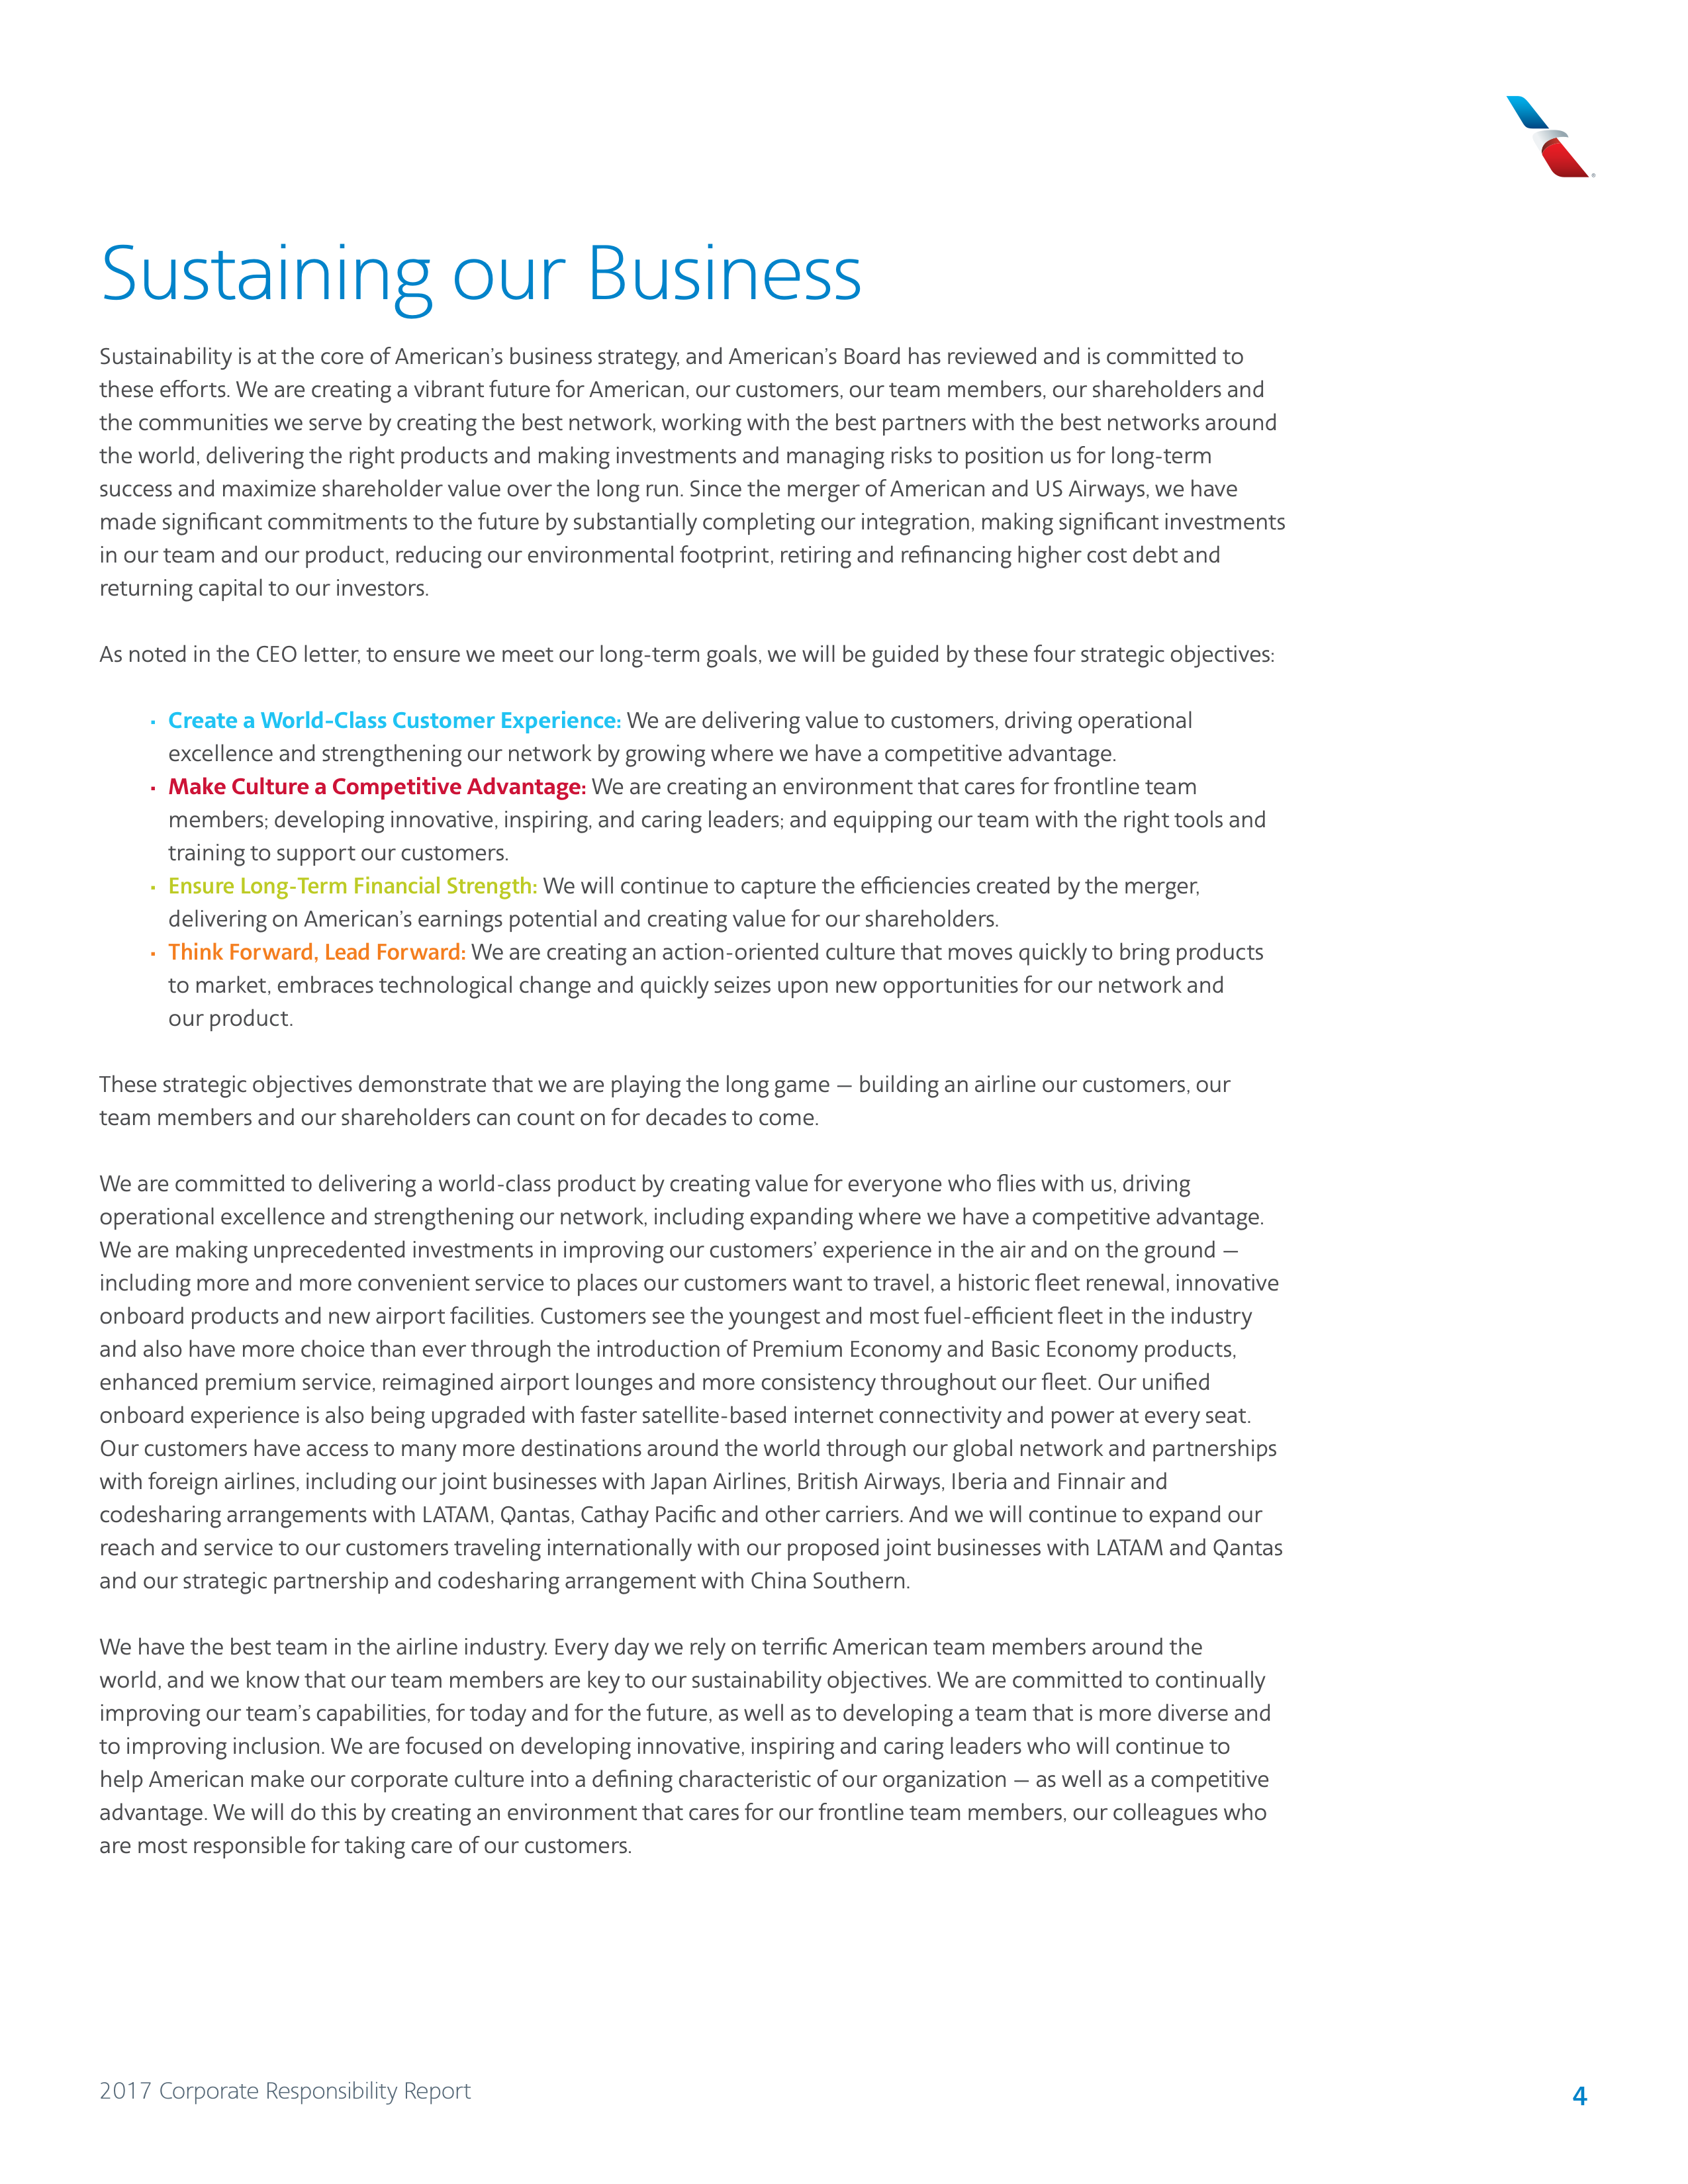 Sustaining our Business
Sustainability is at the core of American’s business strategy, and American’s Board has reviewed and is committed to
these efforts. We are creating a vibrant future for American, our customers, our team members, our shareholders and
the communities we serve by creating the best network, working with the best partners with the best networks around
the world, delivering the right products and making investments and managing risks to position us for long-term
success and maximize shareholder value over the long run. Since the merger of American and US Airways, we have
made significant commitments to the future by substantially completing our integration, making significant investments
in our team and our product, reducing our environmental footprint, retiring and refinancing higher cost debt and
returning capital to our investors.
As noted in the CEO letter, to ensure we meet our long-term goals, we will be guided by these four strategic objectives:
· Create a World-Class Customer Experience: We are delivering value to customers, driving operational
excellence and strengthening our network by growing where we have a competitive advantage.
· Make Culture a Competitive Advantage: We are creating an environment that cares for frontline team
members; developing innovative, inspiring, and caring leaders; and equipping our team with the right tools and
training to support our customers.
· Ensure Long-Term Financial Strength: We will continue to capture the efficiencies created by the merger,
delivering on American’s earnings potential and creating value for our shareholders.
· Think Forward, Lead Forward: We are creating an action-oriented culture that moves quickly to bring products
to market, embraces technological change and quickly seizes upon new opportunities for our network and
our product.
These strategic objectives demonstrate that we are playing the long game — building an airline our customers, our
team members and our shareholders can count on for decades to come.
We are committed to delivering a world-class product by creating value for everyone who flies with us, driving
operational excellence and strengthening our network, including expanding where we have a competitive advantage.
We are making unprecedented investments in improving our customers’ experience in the air and on the ground —
including more and more convenient service to places our customers want to travel, a historic fleet renewal, innovative
onboard products and new airport facilities. Customers see the youngest and most fuel-efficient fleet in the industry
and also have more choice than ever through the introduction of Premium Economy and Basic Economy products,
enhanced premium service, reimagined airport lounges and more consistency throughout our fleet. Our unified
onboard experience is also being upgraded with faster satellite-based internet connectivity and power at every seat.
Our customers have access to many more destinations around the world through our global network and partnerships
with foreign airlines, including our joint businesses with Japan Airlines, British Airways, Iberia and Finnair and
codesharing arrangements with LATAM, Qantas, Cathay Pacific and other carriers. And we will continue to expand our
reach and service to our customers traveling internationally with our proposed joint businesses with LATAM and Qantas
and our strategic partnership and codesharing arrangement with China Southern.
We have the best team in the airline industry. Every day we rely on terrific American team members around the
world, and we know that our team members are key to our sustainability objectives. We are committed to continually
improving our team’s capabilities, for today and for the future, as well as to developing a team that is more diverse and
to improving inclusion. We are focused on developing innovative, inspiring and caring leaders who will continue to
help American make our corporate culture into a defining characteristic of our organization — as well as a competitive
advantage. We will do this by creating an environment that cares for our frontline team members, our colleagues who
are most responsible for taking care of our customers.
2017 Corporate Responsibility Report
4